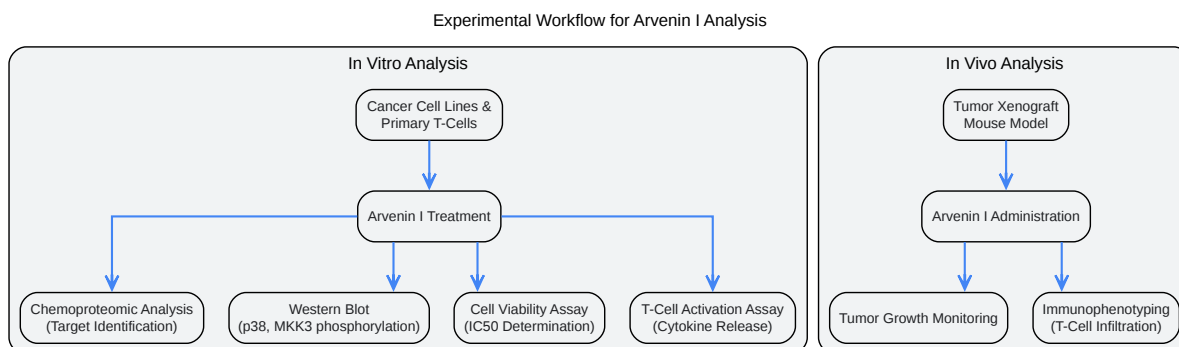 Experimental Workflow for Arvenin I Analysis
In Vitro Analysis
Cancer Cell Lines &
Primary T-Cells
Arvenin I Treatment
Chemoproteomic Analysis
(Target Identification)
Western Blot
(p38, MKK3 phosphorylation)
Cell Viability Assay
(IC50 Determination)
T-Cell Activation Assay
(Cytokine Release)
In Vivo Analysis
Tumor Xenograft
Mouse Model
Arvenin I Administration
Tumor Growth Monitoring
Immunophenotyping
(T-Cell Infiltration)